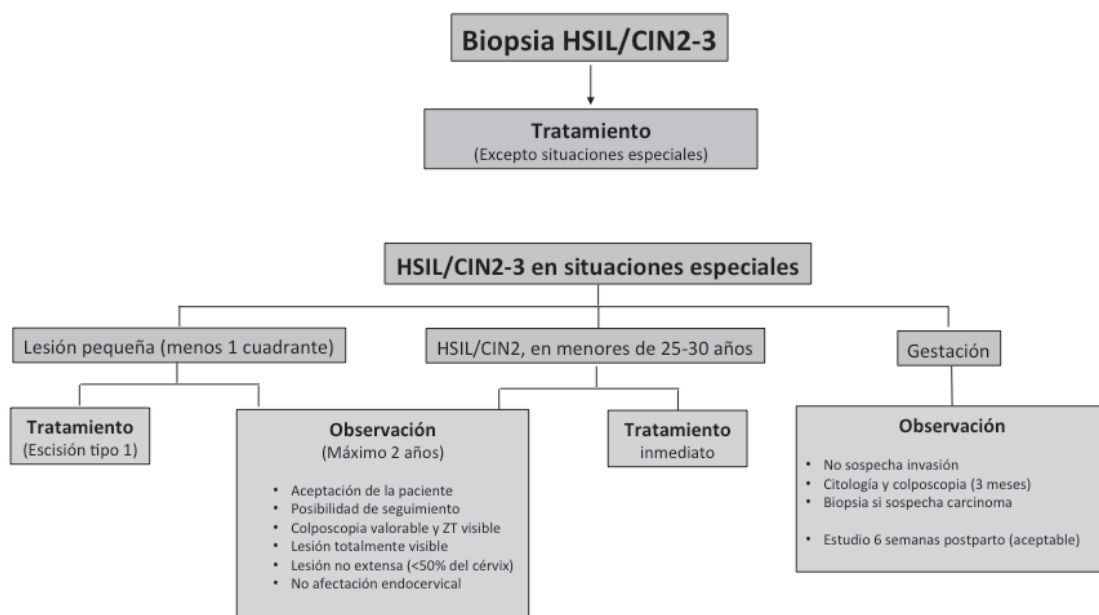 Biopsia HSIL/CIN2-3
Tratamiento
(Excepto situaciones especiales)
HSIL/CIN2-3 en situaciones especiales
Lesión pequeña (menos 1 cuadrante)
HSIL/CIN2, en menores de 25-30 años
Gestación
Tratamiento
(Escisión tipo 1)
Observación
(Máximo 2 años)
• Aceptación de la paciente
• Posibilidad de seguimiento
• Colposcopia valorable y ZT visible
• Lesión totalmente visible
• Lesión no extensa (<50% del cérvix)
• No afectación endocervical
Tratamiento
inmediato
Observación
• No sospecha invasión
• Citología y colposcopia (3 meses)
• Biopsia si sospecha carcinoma
• Estudio 6 semanas postparto (aceptable)